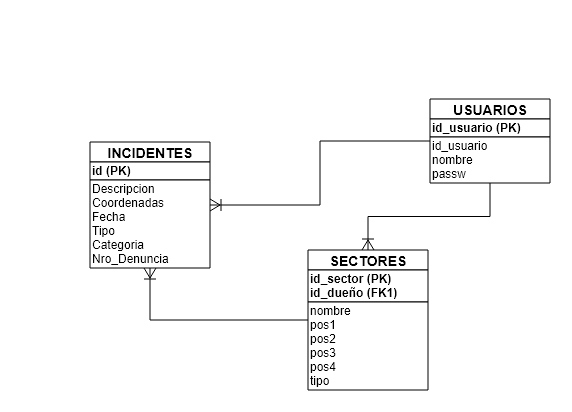 USUARIOS
id_usuario (PK)
id_usuario
nombre
passw
INCIDENTES
id (PK)
Descripcion
Coordenadas
Fecha
Tipo
Categoria
Nro_Denuncia
SECTORES
id_sector (PK)
id_dueño (FK1)
nombre
pos1
pos2
pos3
pos4
tipo